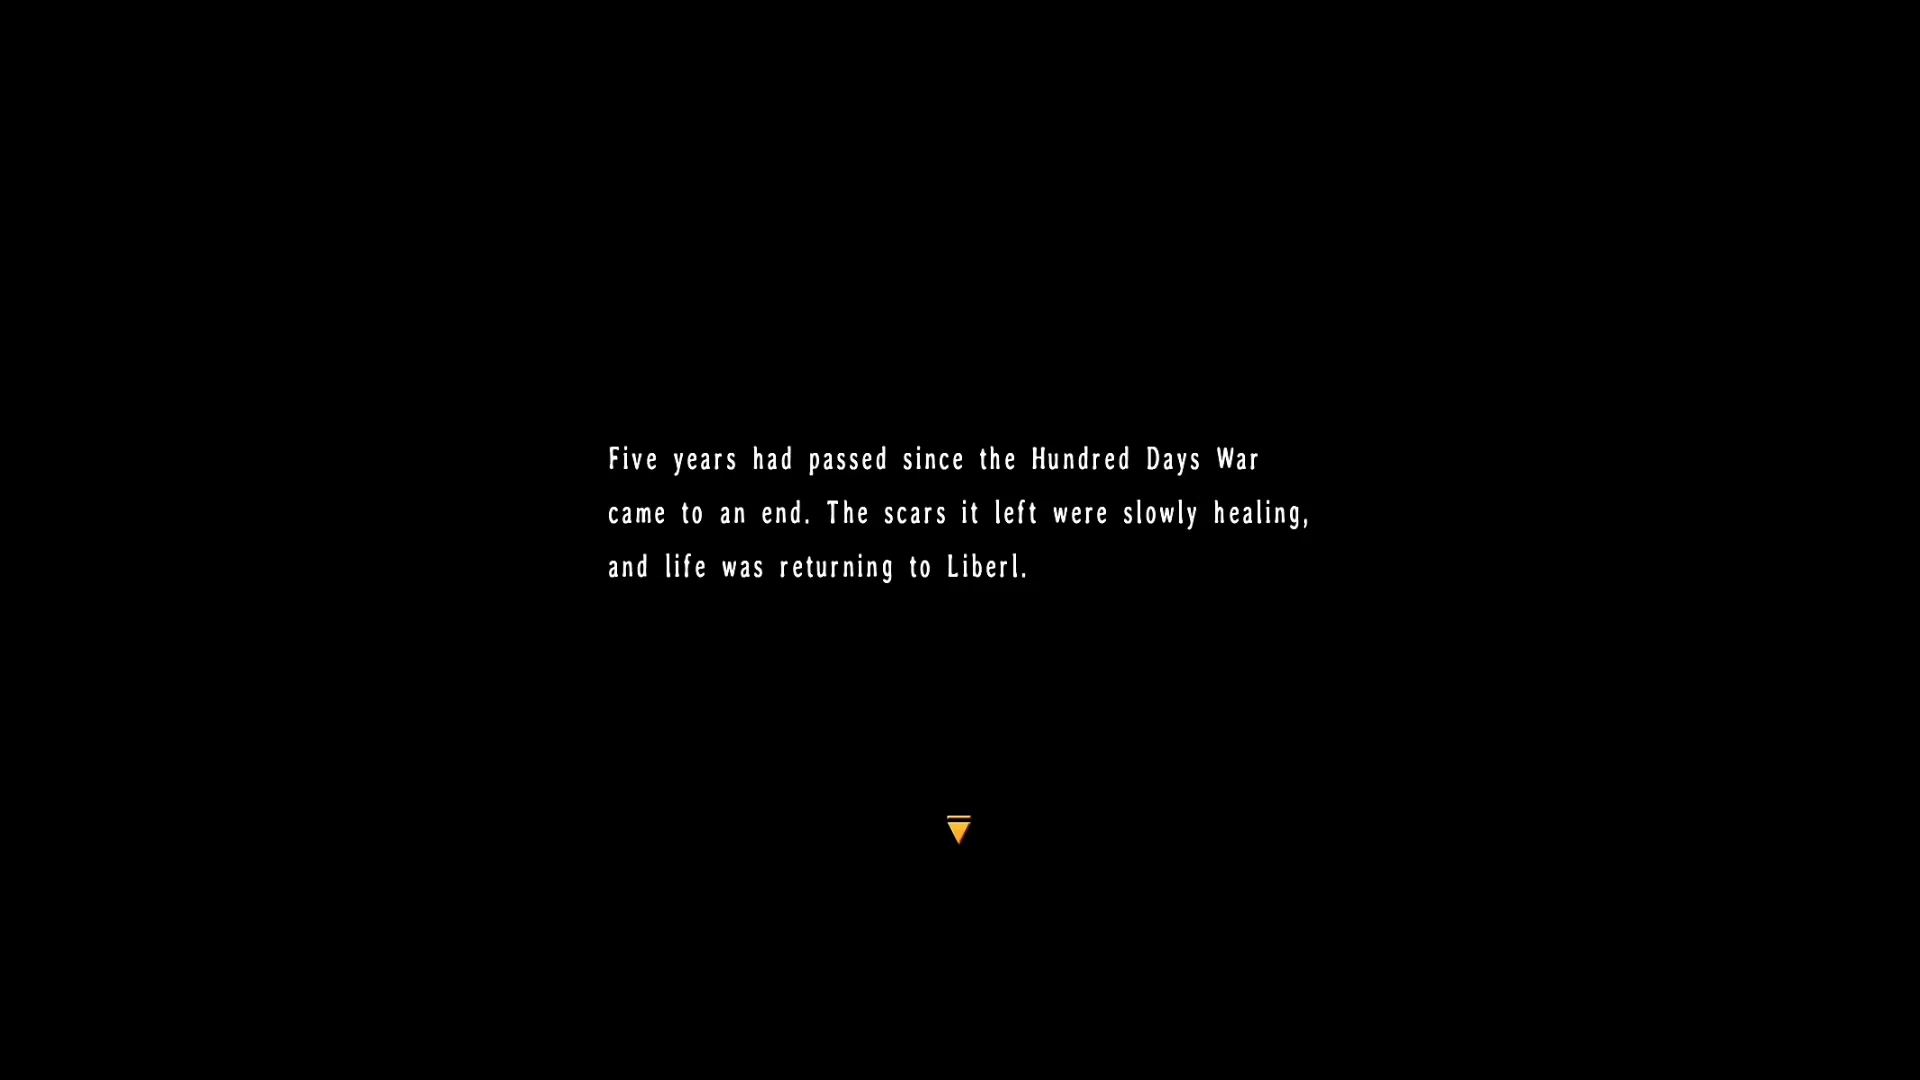 Five years had passed since the Hundred Days War
came to an end. The scars it left were slowly healing,
and life was returning to Liberl.